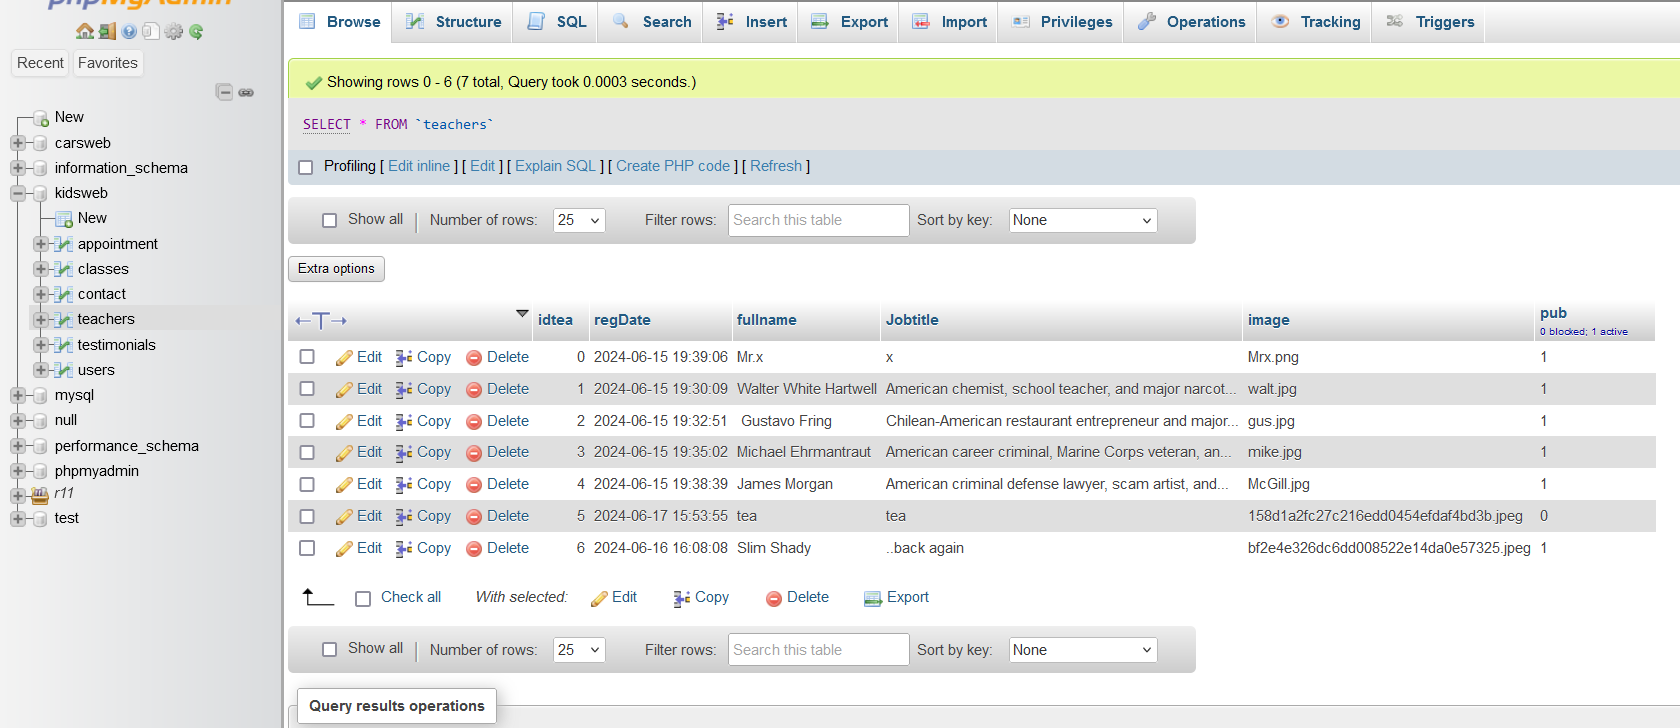 phpMyAdmin
Recent Favorites
New
carsweb
information_schema
kidsweb
New
appointment
classes
contact
teachers
testimonials
users
mysql
null
performance_schema
phpmyadmin
r11
test
Browse Structure SQL Search Insert Export Import Privileges Operations Tracking Triggers
Showing rows 0 - 6 (7 total, Query took 0.0003 seconds.)
SELECT * FROM `teachers`
Profiling [ Edit inline ] [ Edit ] [ Explain SQL ] [ Create PHP code ] [ Refresh ]
Show all | Number of rows: 25 Filter rows: Search this table Sort by key: None
Extra options
←T→ idtea regDate fullname Jobtitle image pub
0 blocked; 1 active
Edit Copy Delete 0 2024-06-15 19:39:06 Mr.x x Mrx.png 1
Edit Copy Delete 1 2024-06-15 19:30:09 Walter White Hartwell American chemist, school teacher, and major narcot... walt.jpg 1
Edit Copy Delete 2 2024-06-15 19:32:51 Gustavo Fring Chilean-American restaurant entrepreneur and major... gus.jpg 1
Edit Copy Delete 3 2024-06-15 19:35:02 Michael Ehrmantraut American career criminal, Marine Corps veteran, an... mike.jpg 1
Edit Copy Delete 4 2024-06-15 19:38:39 James Morgan American criminal defense lawyer, scam artist, and... McGill.jpg 1
Edit Copy Delete 5 2024-06-17 15:53:55 tea tea 158d1a2fc27c216edd0454efdaf4bd3b.jpeg 0
Edit Copy Delete 6 2024-06-16 16:08:08 Slim Shady ..back again bf2e4e326dc6dd008522e14da0e57325.jpeg 1
Check all With selected: Edit Copy Delete Export
Show all | Number of rows: 25 Filter rows: Search this table Sort by key: None
Query results operations